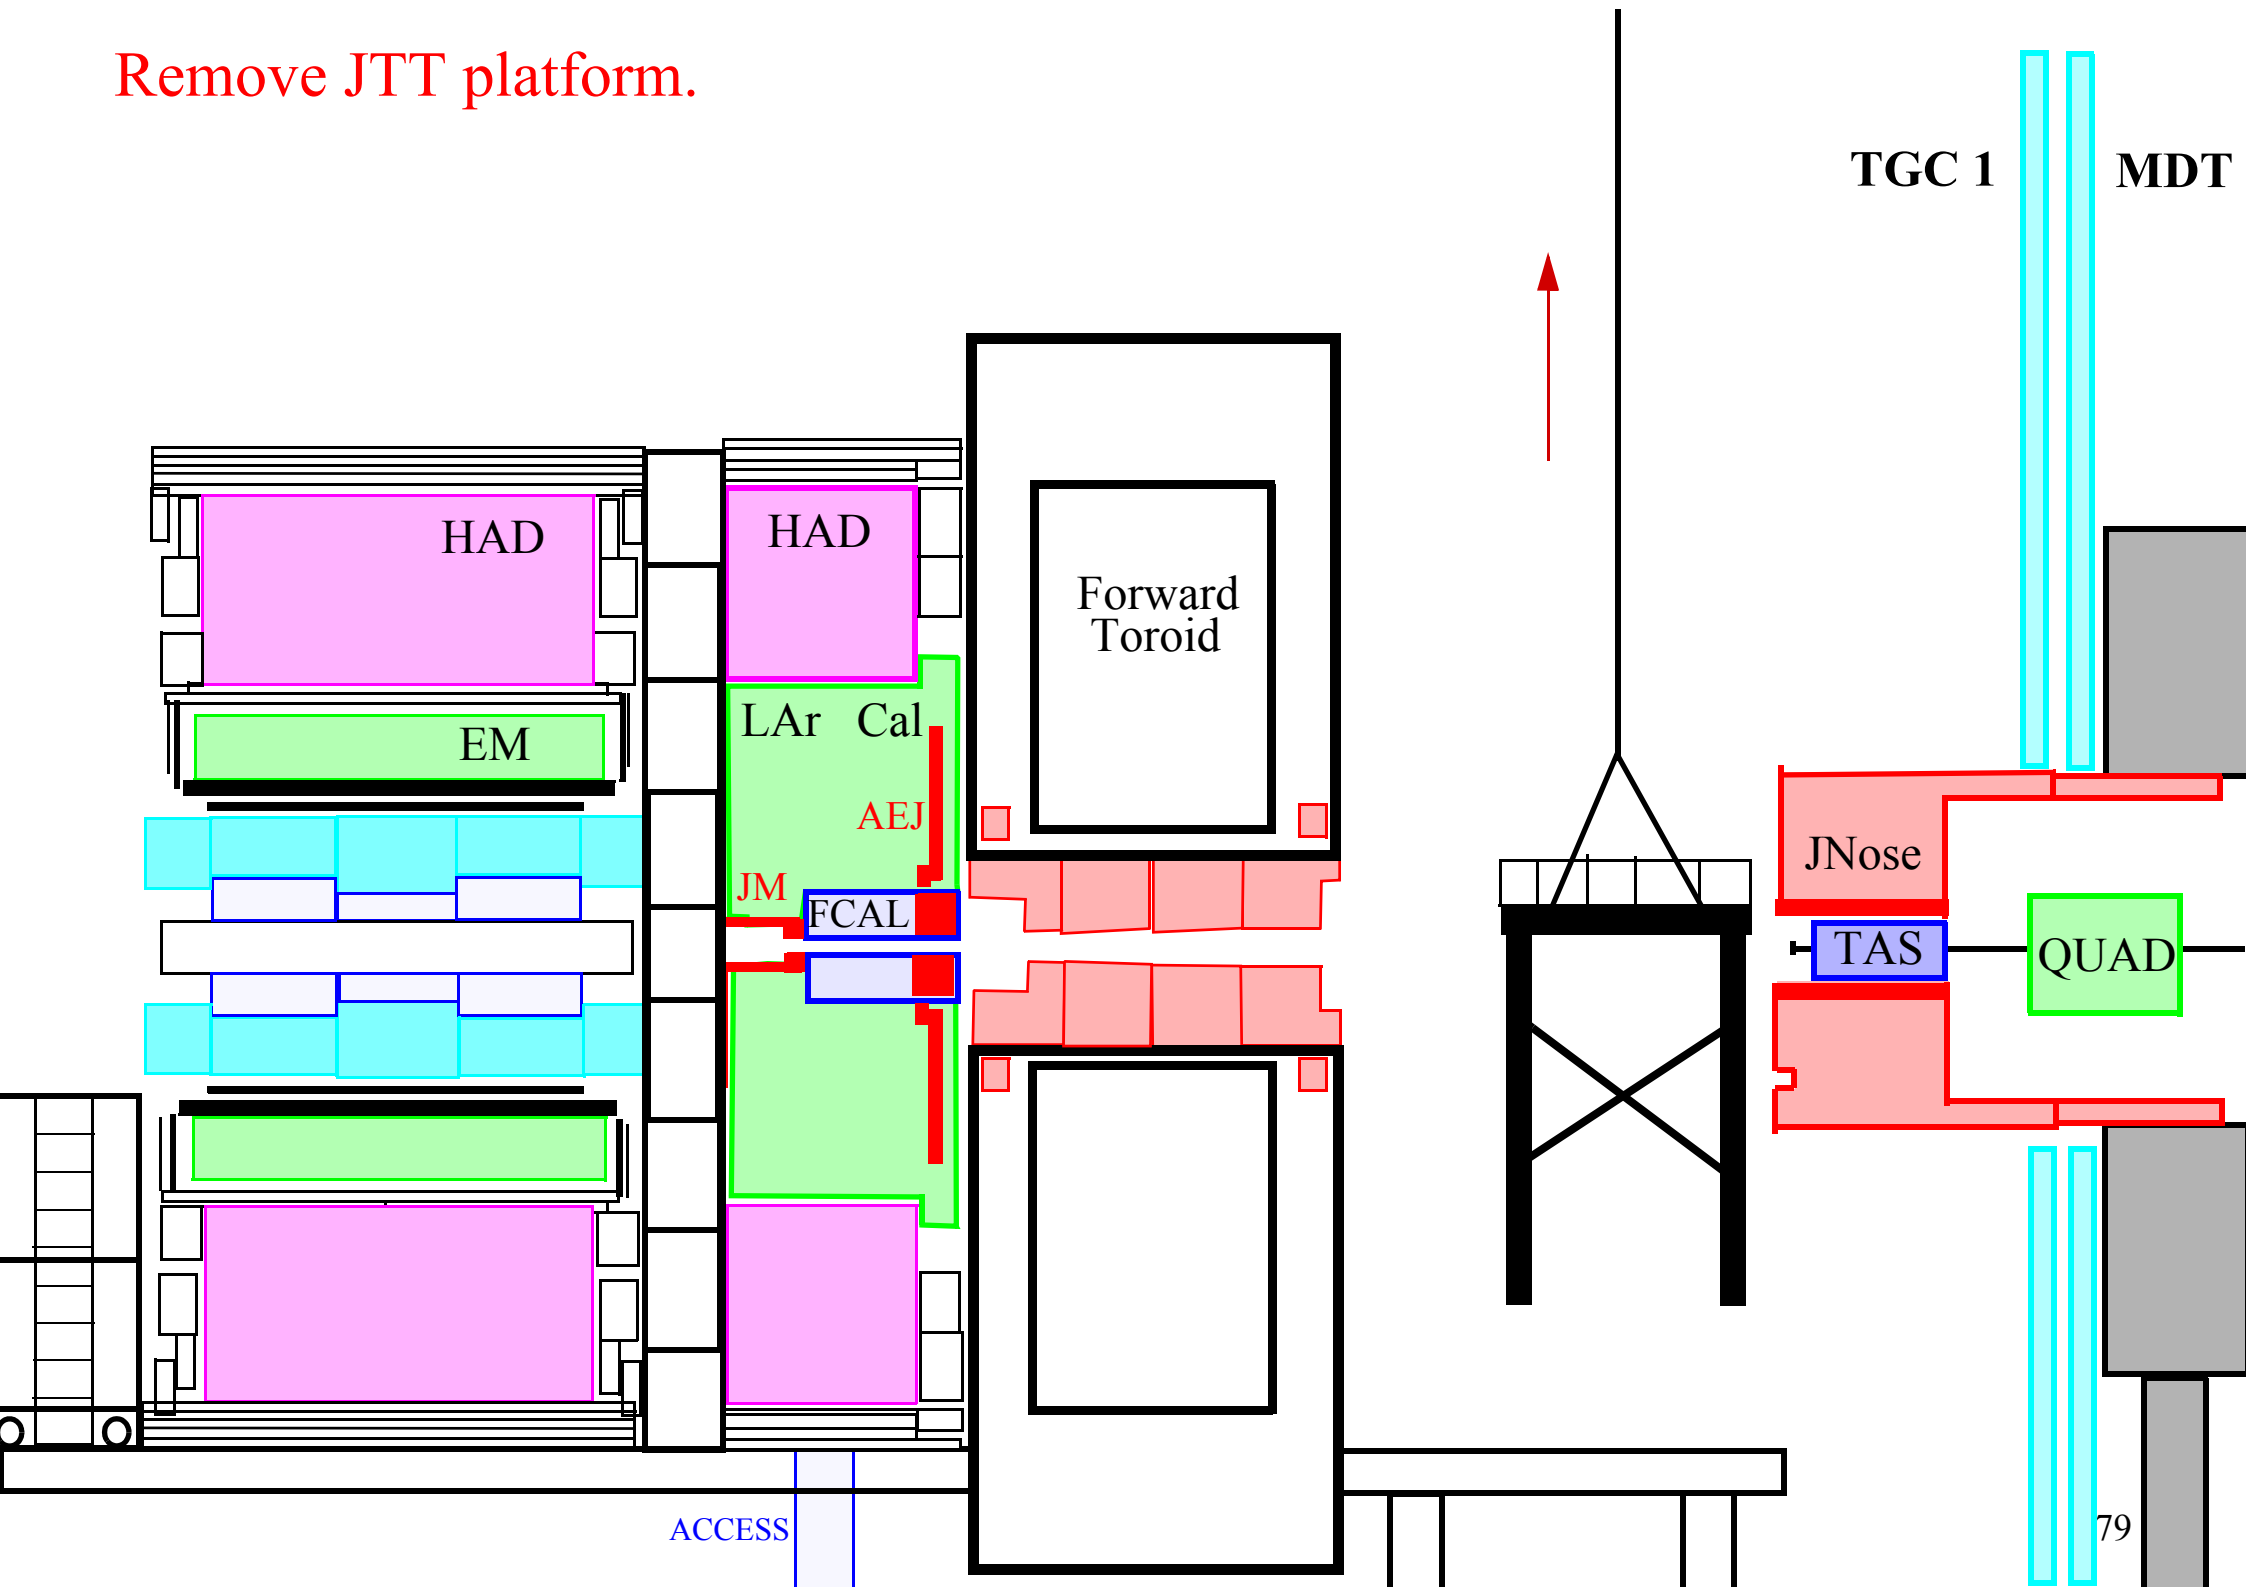 Remove JTT platform.
TGC 1
MDT
HAD
HAD
Forward
Toroid
LAr Cal
EM
AEJ
JM
FCAL
JNose
TAS
QUAD
ACCESS
79